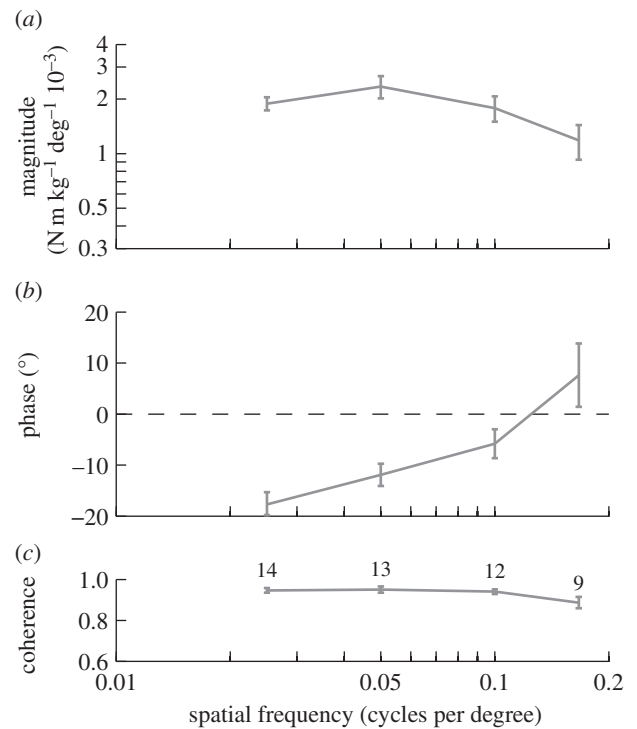 (a)
4
3
2
1
0.5
0.3
magnitude
(N m kg⁻¹ deg⁻¹ 10⁻³)
(b)
20
10
0
–10
–20
phase (°)
(c)
14 13 12 9
1.0
0.8
0.6
coherence
0.01 0.05 0.1 0.2
spatial frequency (cycles per degree)